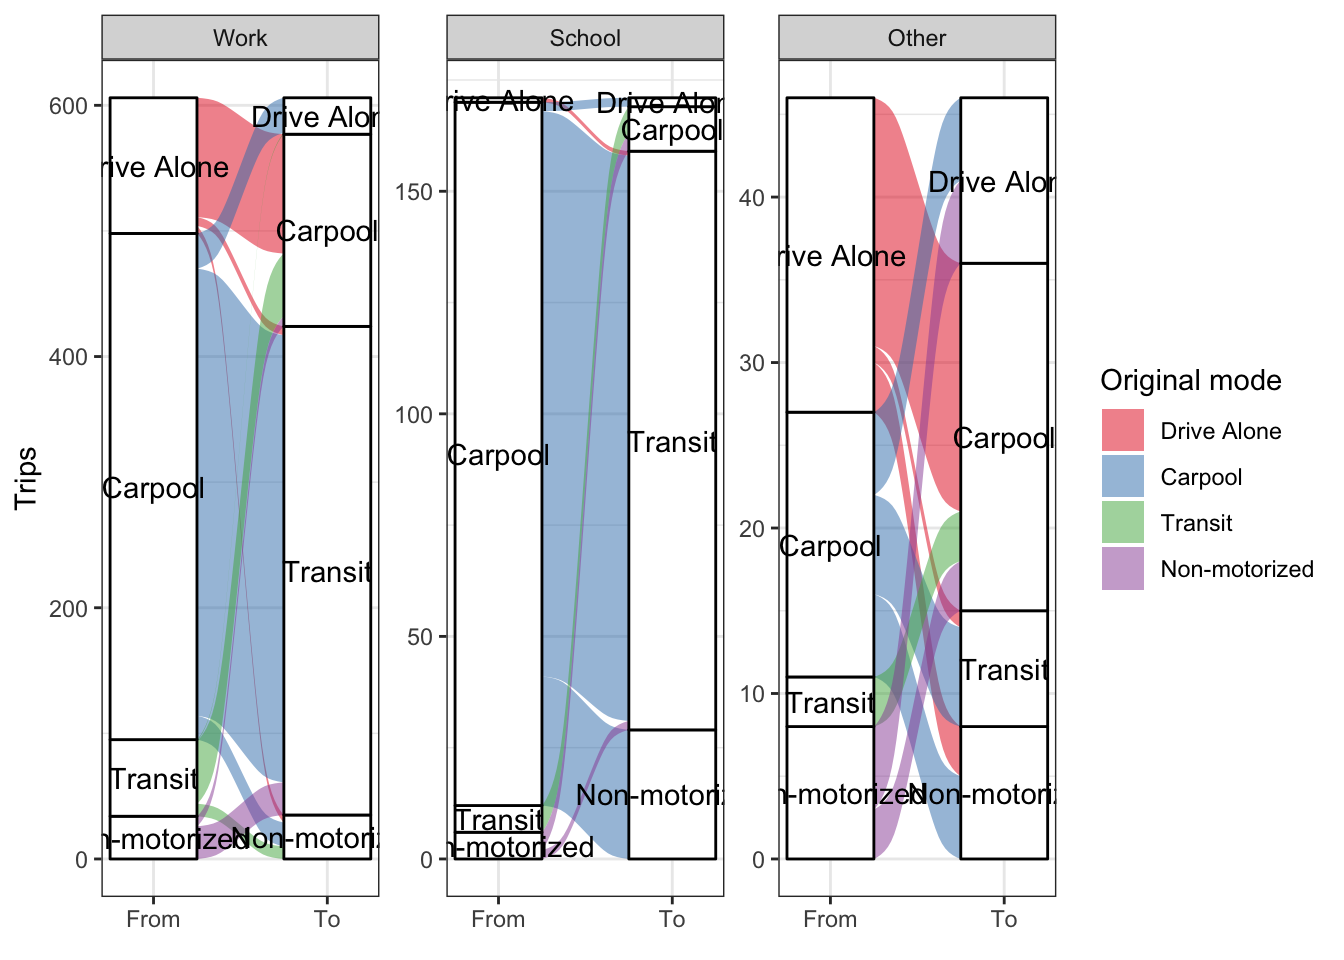 Work
School
Other
Trips
600
400
200
0
rive Alone
Carpool
Transit
n-motorized
Drive Alor
Carpool
Transit
Non-motoriz
From
To
150
100
50
0
rive Alone
Carpool
Transit
n-motorized
Drive Alor
Carpool
Transit
Non-motori
From
To
40
30
20
10
0
rive Alone
Carpool
Transit
n-motorized
Drive Alor
Carpool
Transit
Non-motoriz
From
To
Original mode
Drive Alone
Carpool
Transit
Non-motorized